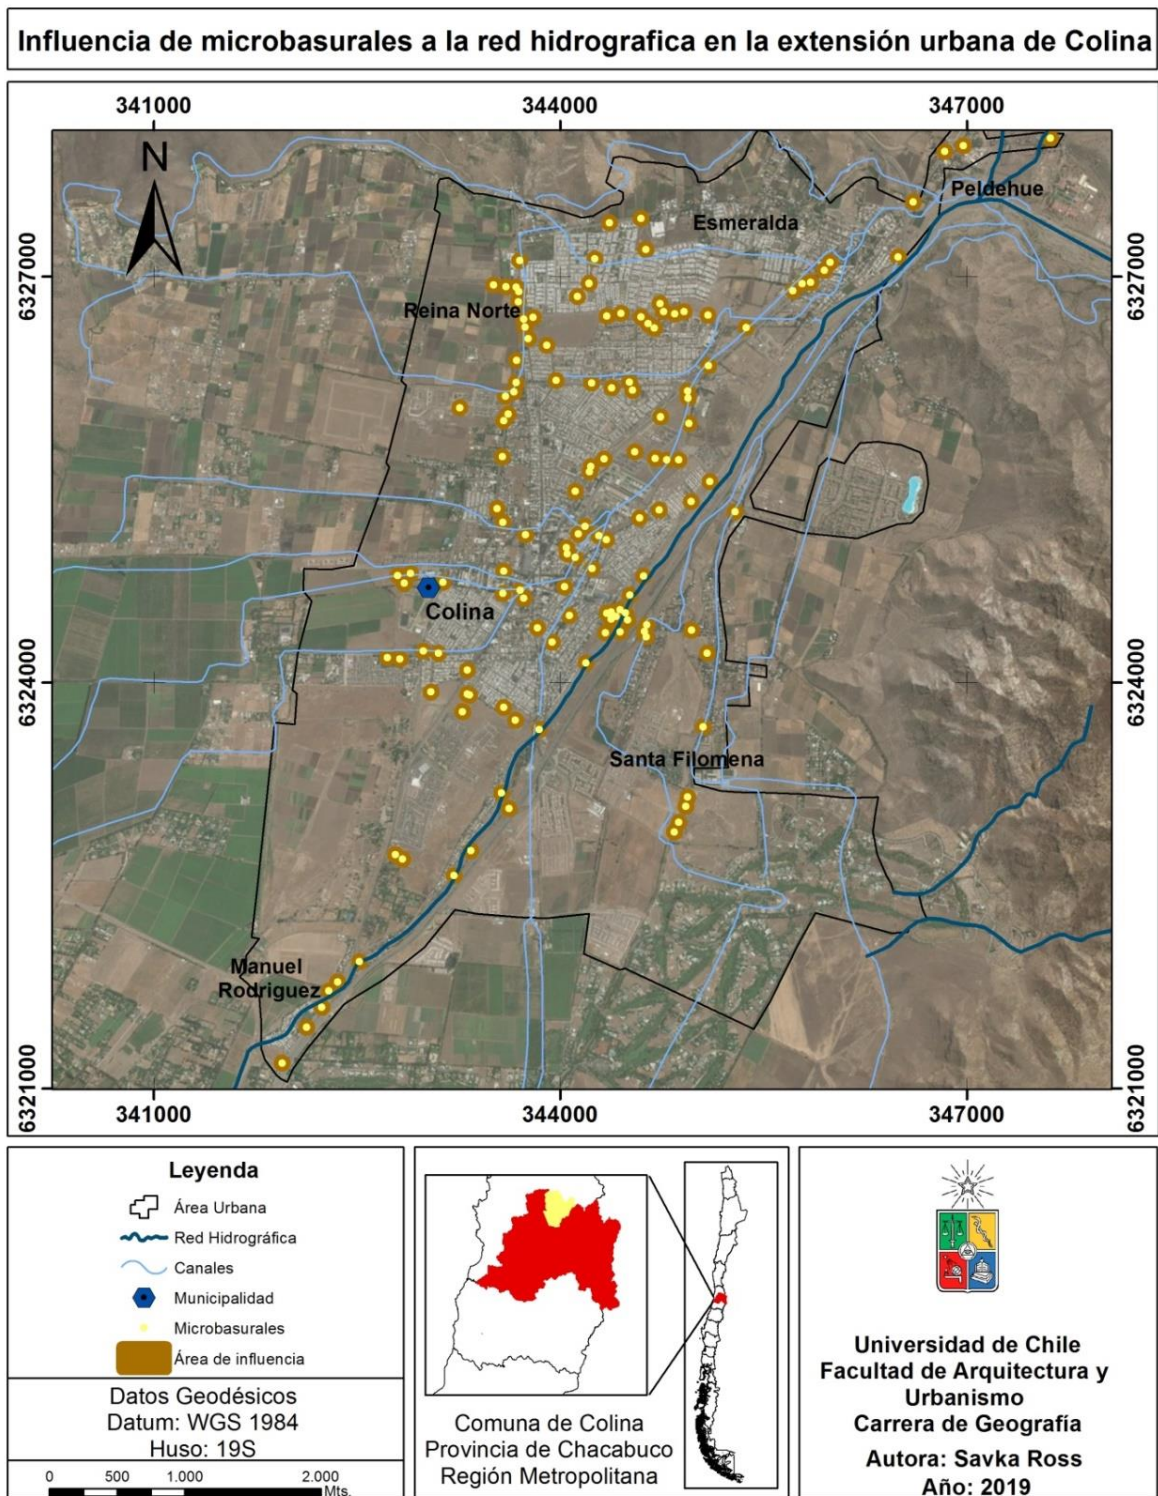 Influencia de microbasurales a la red hidrografica en la extensión urbana de Colina
341000
344000
347000
N
Peldehue
Esmeralda
6327000
6327000
Reina Norte
Colina
6324000
6324000
Santa Filomena
Manuel
Rodriguez
6321000
6321000
341000
344000
347000
Leyenda
Área Urbana
Red Hidrográfica
Canales
Municipalidad
Microbasurales
Área de influencia
Datos Geodésicos
Datum: WGS 1984
Huso: 19S
0 500 1.000 2.000
Mts.
Comuna de Colina
Provincia de Chacabuco
Región Metropolitana
Universidad de Chile
Facultad de Arquitectura y
Urbanismo
Carrera de Geografía
Autora: Savka Ross
Año: 2019